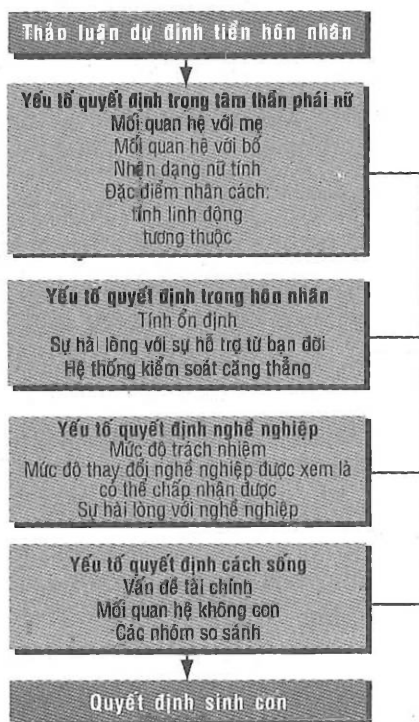 Thảo luận dự định tiền hôn nhân
Yếu tố quyết định trong tâm thần phái nữ
Mối quan hệ với mẹ
Mối quan hệ với bố
Nhận dạng nữ tính
Đặc điểm nhân cách:
tính linh động
tương thuộc
Yếu tố quyết định trong hôn nhân
Tính ổn định
Sự hài lòng với sự hỗ trợ từ bạn đời
Hệ thống kiểm soát căng thẳng
Yếu tố quyết định nghề nghiệp
Mức độ trách nhiệm
Mức độ thay đổi nghề nghiệp được xem là
có thể chấp nhận được
Sự hài lòng với nghề nghiệp
Yếu tố quyết định cách sống
Vấn đề tài chính
Mối quan hệ không con
Các nhóm so sánh
Quyết định sinh con